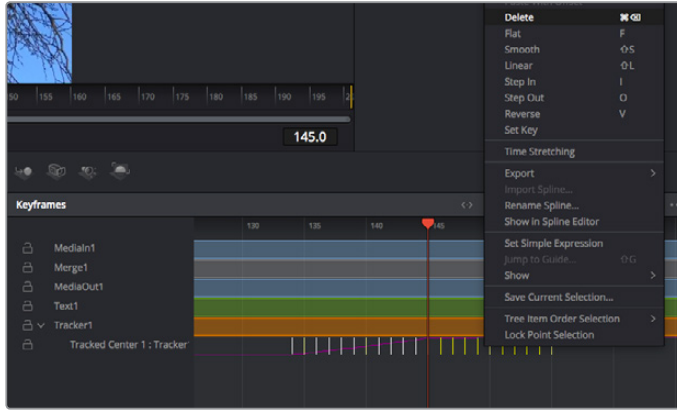 Delete ⌘⌫
Flat F
Smooth ⇧S
Linear ⇧L
Step In I
Step Out O
Reverse V
Set Key
Time Stretching
Export >
Import Spline...
Rename Spline...
Show in Spline Editor
Set Simple Expression
Jump to Guide... ⇧G
Show >
Save Current Selection...
Tree Item Order Selection >
Lock Point Selection
155 160 165 170 175 180 185 190 195
145.0
Keyframes
130 135 140 145
MediaIn1
Merge1
MediaOut1
Text1
Tracker1
Tracked Center 1 : Tracker